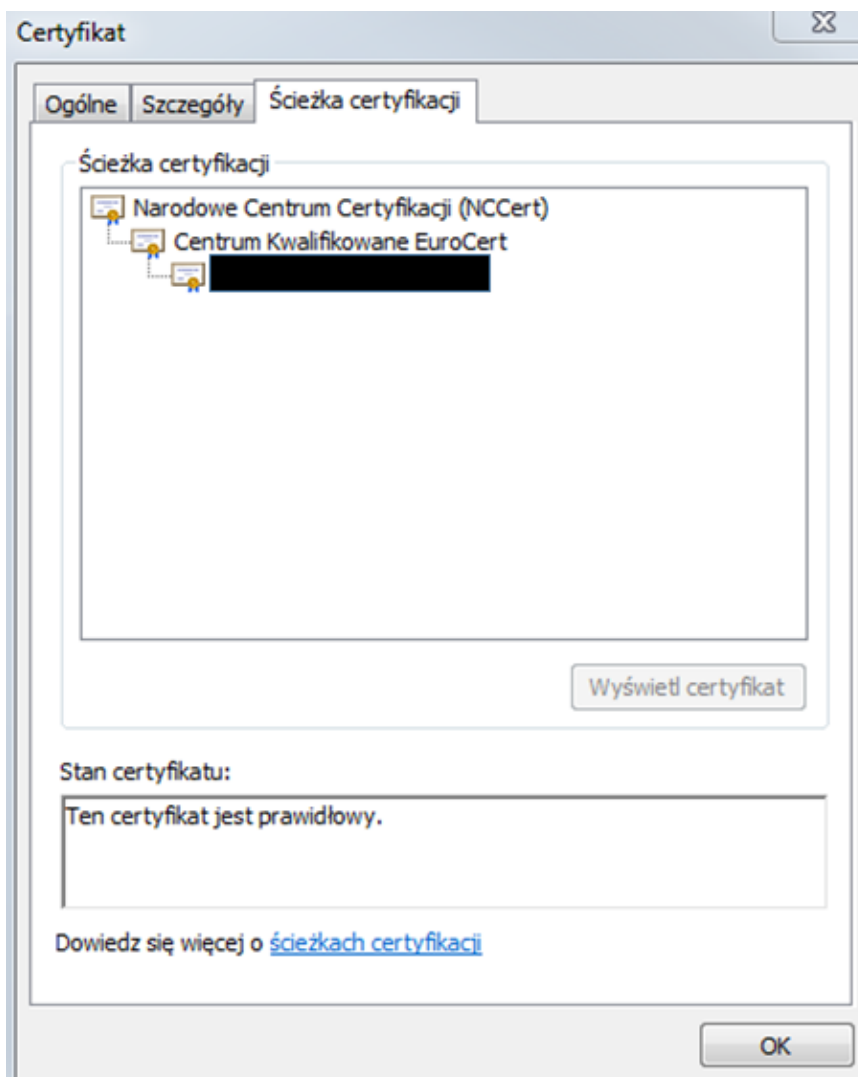 Certyfikat
Ogólne Szczegóły Ścieżka certyfikacji
Ścieżka certyfikacji
Narodowe Centrum Certyfikacji (NCCert)
Centrum Kwalifikowane EuroCert
Wyświetl certyfikat
Stan certyfikatu:
Ten certyfikat jest prawidłowy.
Dowiedz się więcej o ścieżkach certyfikacji
OK